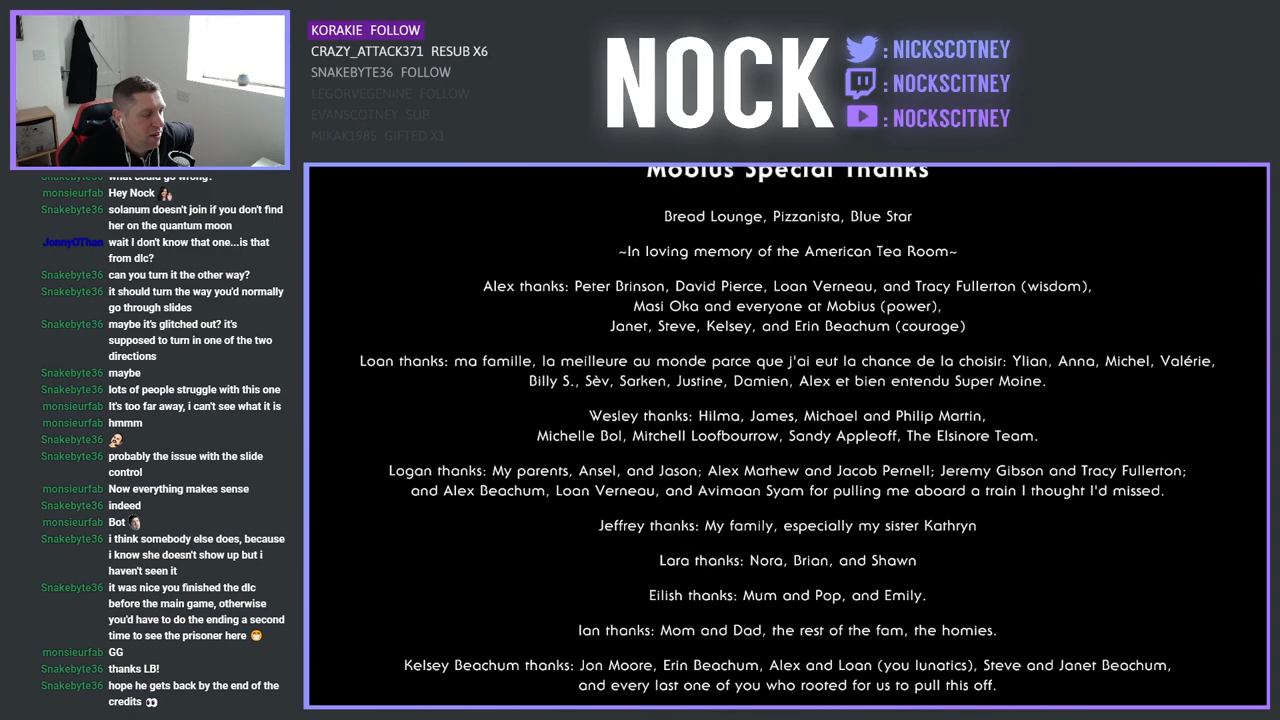 KORAKIE FOLLOW
CRAZY_ATTACK371 RESUB X6
SNAKEBYTE36 FOLLOW
LEGORVEGENINE FOLLOW
EVANSCOTNEY SUB
MIKAK1985 GIFTED X1
NOCK
: NICKSCOTNEY
: NOCKSCITNEY
: NOCKSCITNEY
Snakebyte36 what could go wrong?
monsieurfab Hey Nock
Snakebyte36 solanum doesn't join if you don't find
her on the quantum moon
JonnyOThan wait I don't know that one...is that
from dlc?
Snakebyte36 can you turn it the other way?
Snakebyte36 it should turn the way you'd normally
go through slides
Snakebyte36 maybe it's glitched out? it's
supposed to turn in one of the two
directions
Snakebyte36 maybe
Snakebyte36 lots of people struggle with this one
monsieurfab It's too far away, i can't see what it is
monsieurfab hmmm
Snakebyte36
Snakebyte36 probably the issue with the slide
control
monsieurfab Now everything makes sense
Snakebyte36 indeed
monsieurfab Bot
Snakebyte36 i think somebody else does, because
i know she doesn't show up but i
haven't seen it
Snakebyte36 it was nice you finished the dlc
before the main game, otherwise
you'd have to do the ending a second
time to see the prisoner here
monsieurfab GG
Snakebyte36 thanks LB!
Snakebyte36 hope he gets back by the end of the
credits
Mobius Special Thanks
Bread Lounge, Pizzanista, Blue Star
~In loving memory of the American Tea Room~
Alex thanks: Peter Brinson, David Pierce, Loan Verneau, and Tracy Fullerton (wisdom),
Masi Oka and everyone at Mobius (power),
Janet, Steve, Kelsey, and Erin Beachum (courage)
Loan thanks: ma famille, la meilleure au monde parce que j'ai eut la chance de la choisir: Ylian, Anna, Michel, Valérie,
Billy S., Sèv, Sarken, Justine, Damien, Alex et bien entendu Super Moine.
Wesley thanks: Hilma, James, Michael and Philip Martin,
Michelle Bol, Mitchell Loofbourrow, Sandy Appleoff, The Elsinore Team.
Logan thanks: My parents, Ansel, and Jason; Alex Mathew and Jacob Pernell; Jeremy Gibson and Tracy Fullerton;
and Alex Beachum, Loan Verneau, and Avimaan Syam for pulling me aboard a train I thought I'd missed.
Jeffrey thanks: My family, especially my sister Kathryn
Lara thanks: Nora, Brian, and Shawn
Eilish thanks: Mum and Pop, and Emily.
Ian thanks: Mom and Dad, the rest of the fam, the homies.
Kelsey Beachum thanks: Jon Moore, Erin Beachum, Alex and Loan (you lunatics), Steve and Janet Beachum,
and every last one of you who rooted for us to pull this off.